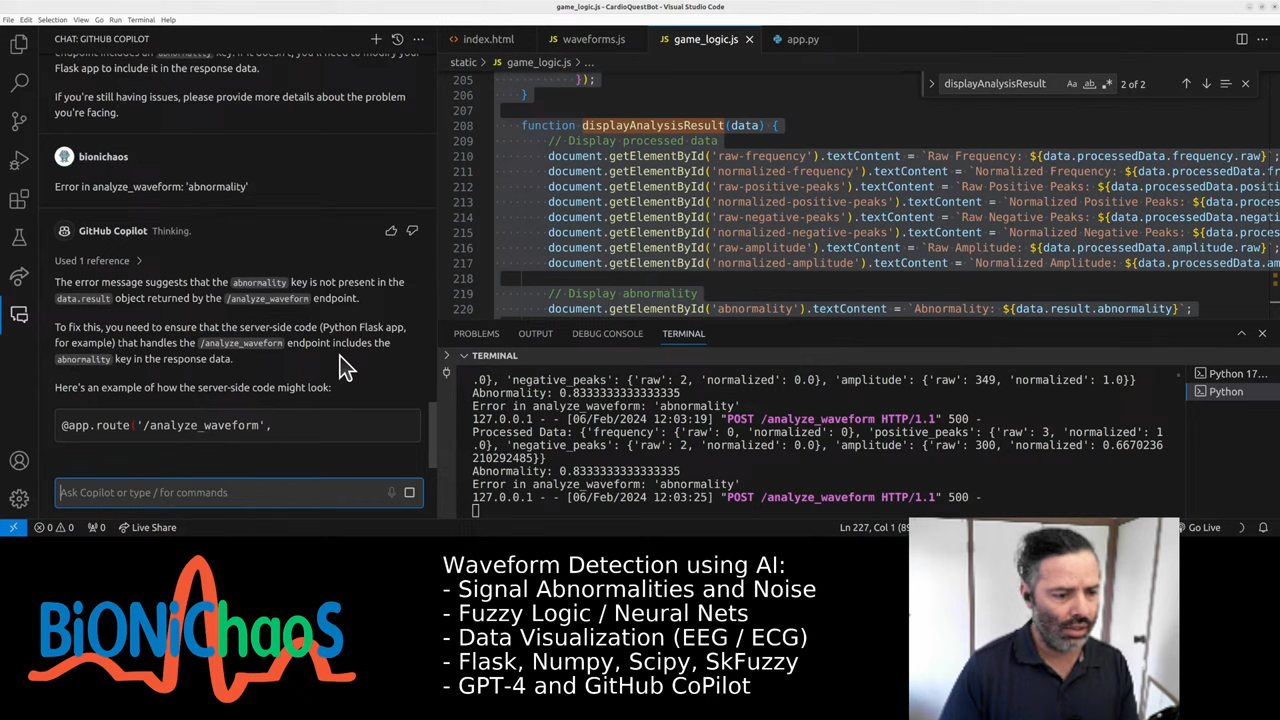 game_logic.js - CardioQuestBot - Visual Studio Code
File Edit Selection View Go Run Terminal Help
CHAT: GITHUB COPILOT
Flask app to include it in the response data.
If you're still having issues, please provide more details about the problem
you're facing.
bionichaos
Error in analyze_waveform: 'abnormality'
GitHub Copilot Thinking.
Used 1 reference
The error message suggests that the abnormality key is not present in the
data.result object returned by the /analyze_waveform endpoint.
To fix this, you need to ensure that the server-side code (Python Flask app,
for example) that handles the /analyze_waveform endpoint includes the
abnormality key in the response data.
Here's an example of how the server-side code might look:
@app.route('/analyze_waveform',
Ask Copilot or type / for commands
index.html waveforms.js game_logic.js app.py
static > game_logic.js > ...
displayAnalysisResult Aa ab 2 of 2
205 });
206 }
207
208 function displayAnalysisResult(data) {
209 // Display processed data
210 document.getElementById('raw-frequency').textContent = `Raw Frequency: ${data.processedData.frequency.raw}`;
211 document.getElementById('normalized-frequency').textContent = `Normalized Frequency: ${data.processedData.fr
212 document.getElementById('raw-positive-peaks').textContent = `Raw Positive Peaks: ${data.processedData.positi
213 document.getElementById('normalized-positive-peaks').textContent = `Normalized Positive Peaks: ${data.proces
214 document.getElementById('raw-negative-peaks').textContent = `Raw Negative Peaks: ${data.processedData.negati
215 document.getElementById('normalized-negative-peaks').textContent = `Normalized Negative Peaks: ${data.proces
216 document.getElementById('raw-amplitude').textContent = `Raw Amplitude: ${data.processedData.amplitude.raw}`;
217 document.getElementById('normalized-amplitude').textContent = `Normalized Amplitude: ${data.processedData.am
218
219 // Display abnormality
220 document.getElementById('abnormality').textContent = `Abnormality: ${data.result.abnormality}`;
PROBLEMS OUTPUT DEBUG CONSOLE TERMINAL
TERMINAL
.0}, 'negative_peaks': {'raw': 2, 'normalized': 0.0}, 'amplitude': {'raw': 349, 'normalized': 1.0}}
Abnormality: 0.8333333333333335
Error in analyze_waveform: 'abnormality'
127.0.0.1 - - [06/Feb/2024 12:03:19] "POST /analyze_waveform HTTP/1.1" 500 -
Processed Data: {'frequency': {'raw': 0, 'normalized': 0}, 'positive_peaks': {'raw': 3, 'normalized': 1
.0}, 'negative_peaks': {'raw': 2, 'normalized': 0.0}, 'amplitude': {'raw': 300, 'normalized': 0.6670236
210292485}}
Abnormality: 0.8333333333333335
Error in analyze_waveform: 'abnormality'
127.0.0.1 - - [06/Feb/2024 12:03:25] "POST /analyze_waveform HTTP/1.1" 500 -
Python 17...
Python
0 0 0 Live Share
Go Live
BiONiChaoS
Waveform Detection using AI:
- Signal Abnormalities and Noise
- Fuzzy Logic / Neural Nets
- Data Visualization (EEG / ECG)
- Flask, Numpy, Scipy, SkFuzzy
- GPT-4 and GitHub CoPilot